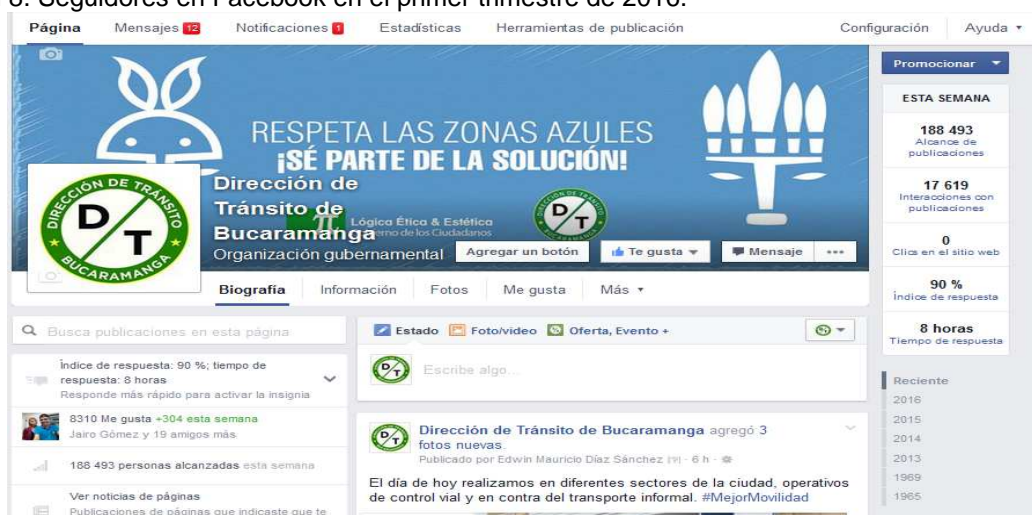 8. Seguidores en Facebook en el primer trimestre de 2016.
Página Mensajes 12 Notificaciones 1 Estadísticas Herramientas de publicación Configuración Ayuda
Promocionar
ESTA SEMANA
188 493
Alcance de
publicaciones
17 619
Interacciones con
publicaciones
0
Clics en el sitio web
90 %
Índice de respuesta
8 horas
Tiempo de respuesta
Reciente
2016
2015
2014
2013
1969
1965
RESPETA LAS ZONAS AZULES
¡SÉ PARTE DE LA SOLUCIÓN!
DIRECCIÓN DE TRÁNSITO
D/T
BUCARAMANGA
Dirección de
Tránsito de
Bucaramanga
Organización gubernamental
Lógica Ética & Estética
Gobierno de los Ciudadanos
D/T
Agregar un botón Te gusta Mensaje
Biografía Información Fotos Me gusta Más
Busca publicaciones en esta página
Índice de respuesta: 90 %; tiempo de
respuesta: 8 horas
Responde más rápido para activar la insignia
8310 Me gusta +304 esta semana
Jairo Gómez y 19 amigos más
188 493 personas alcanzadas esta semana
Ver noticias de páginas
Publicaciones de páginas que indicaste que te
Estado Foto/video Oferta, Evento +
D/T
Escribe algo...
D/T
Dirección de Tránsito de Bucaramanga agregó 3
fotos nuevas.
Publicado por Edwin Mauricio Díaz Sánchez [?] · 6 h ·
El día de hoy realizamos en diferentes sectores de la ciudad, operativos
de control vial y en contra del transporte informal. #MejorMovilidad